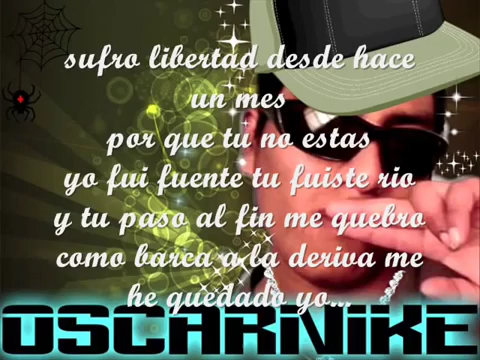 sufro libertad desde hace
un mes
por que tu no estas
yo fui fuente tu fuiste rio
y tu paso al fin me quebro
como barca a la deriva me
he quedado yo...
OSCARNIKE